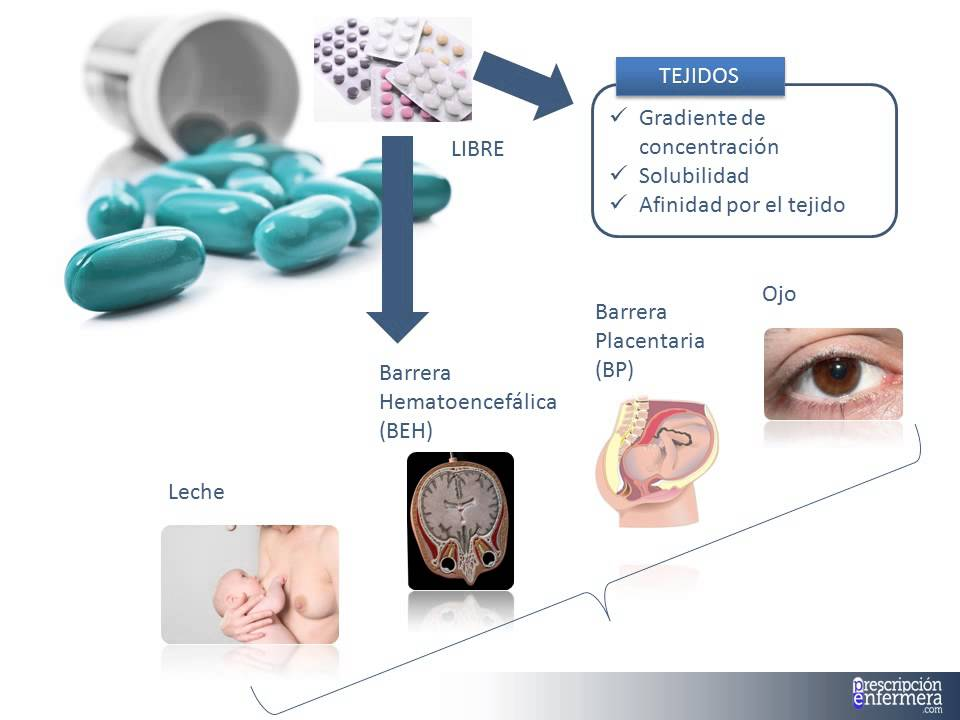 TEJIDOS
Gradiente de
concentración
Solubilidad
Afinidad por el tejido
LIBRE
Ojo
Barrera
Placentaria
(BP)
Barrera
Hematoencefálica
(BEH)
Leche
prescripción
enfermera
.com